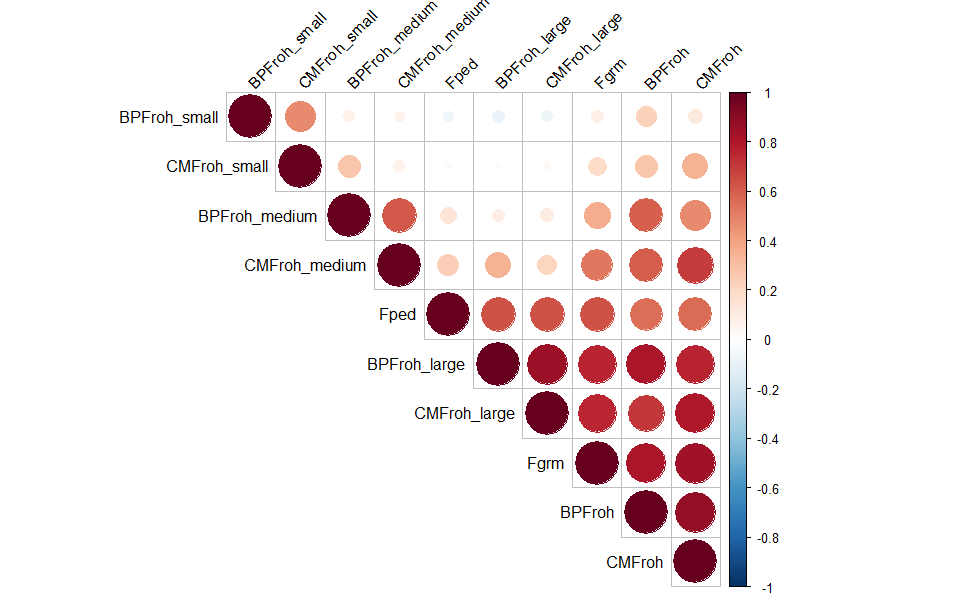 BPFroh_small
CMFroh_small
BPFroh_medium
CMFroh_medium
Fped
BPFroh_large
CMFroh_large
Fgrm
BPFroh
CMFroh
BPFroh_small
CMFroh_small
BPFroh_medium
CMFroh_medium
Fped
BPFroh_large
CMFroh_large
Fgrm
BPFroh
CMFroh
1
0.8
0.6
0.4
0.2
0
-0.2
-0.4
-0.6
-0.8
-1